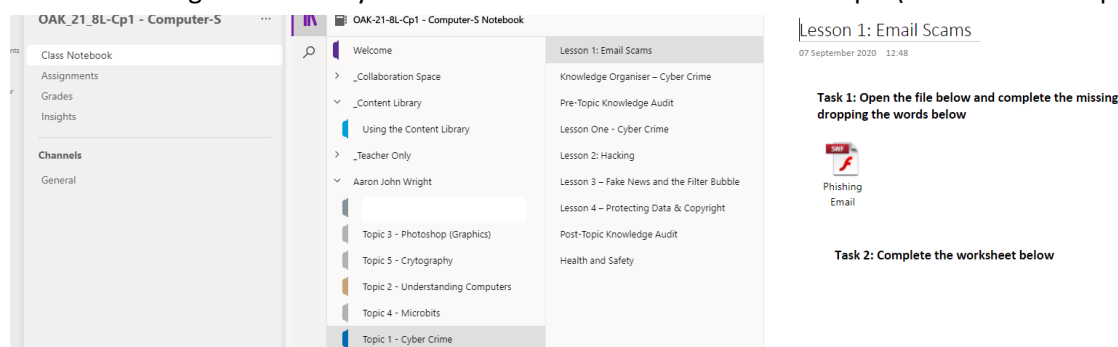 OAK_21_8L-Cp1 - Computer-S ...
Class Notebook
Assignments
Grades
Insights
Channels
General
OAK-21-8L-Cp1 - Computer-S Notebook
Welcome
_Collaboration Space
_Content Library
Using the Content Library
_Teacher Only
Aaron John Wright
Topic 3 - Photoshop (Graphics)
Topic 5 - Crytography
Topic 2 - Understanding Computers
Topic 4 - Microbits
Topic 1 - Cyber Crime
Lesson 1: Email Scams
Knowledge Organiser – Cyber Crime
Pre-Topic Knowledge Audit
Lesson One - Cyber Crime
Lesson 2: Hacking
Lesson 3 – Fake News and the Filter Bubble
Lesson 4 – Protecting Data & Copyright
Post-Topic Knowledge Audit
Health and Safety
Lesson 1: Email Scams
07 September 2020 12:48
Task 1: Open the file below and complete the missing
dropping the words below
SRF
Phishing
Email
Task 2: Complete the worksheet below